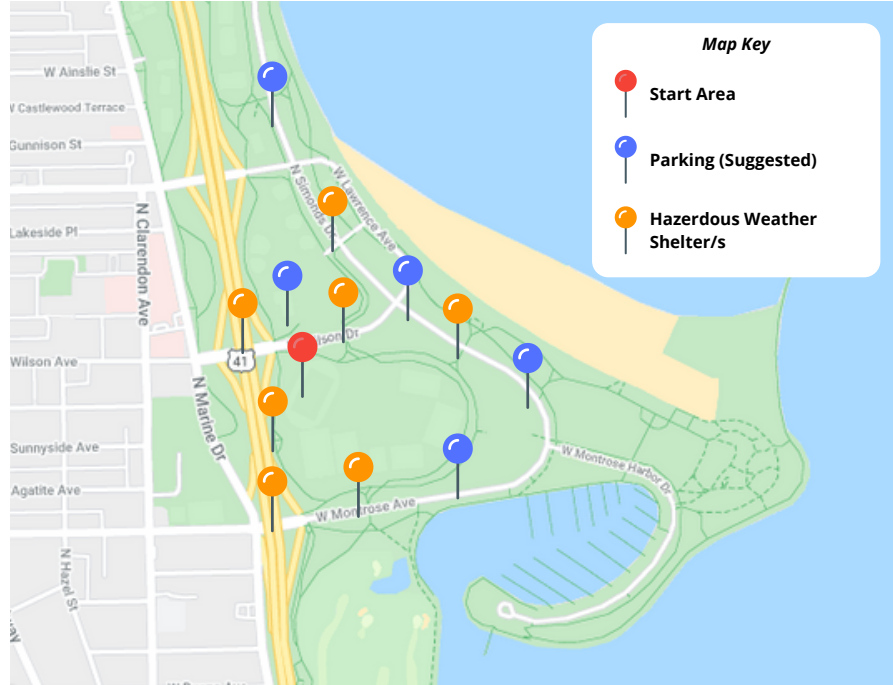 Map Key
Start Area
Parking (Suggested)
Hazerdous Weather
Shelter/s
W Ainslie St
W Castlewood Terrace
Gunnison St
N Simonds Dr
W Lawrence Ave
N Clarendon Ave
Lakeside Pl
ilson Dr
Wilson Ave
41
N Marine Dr
Sunnyside Ave
W Montrose Harbor Dr
Agatite Ave
W Montrose Ave
N Hazel St
way